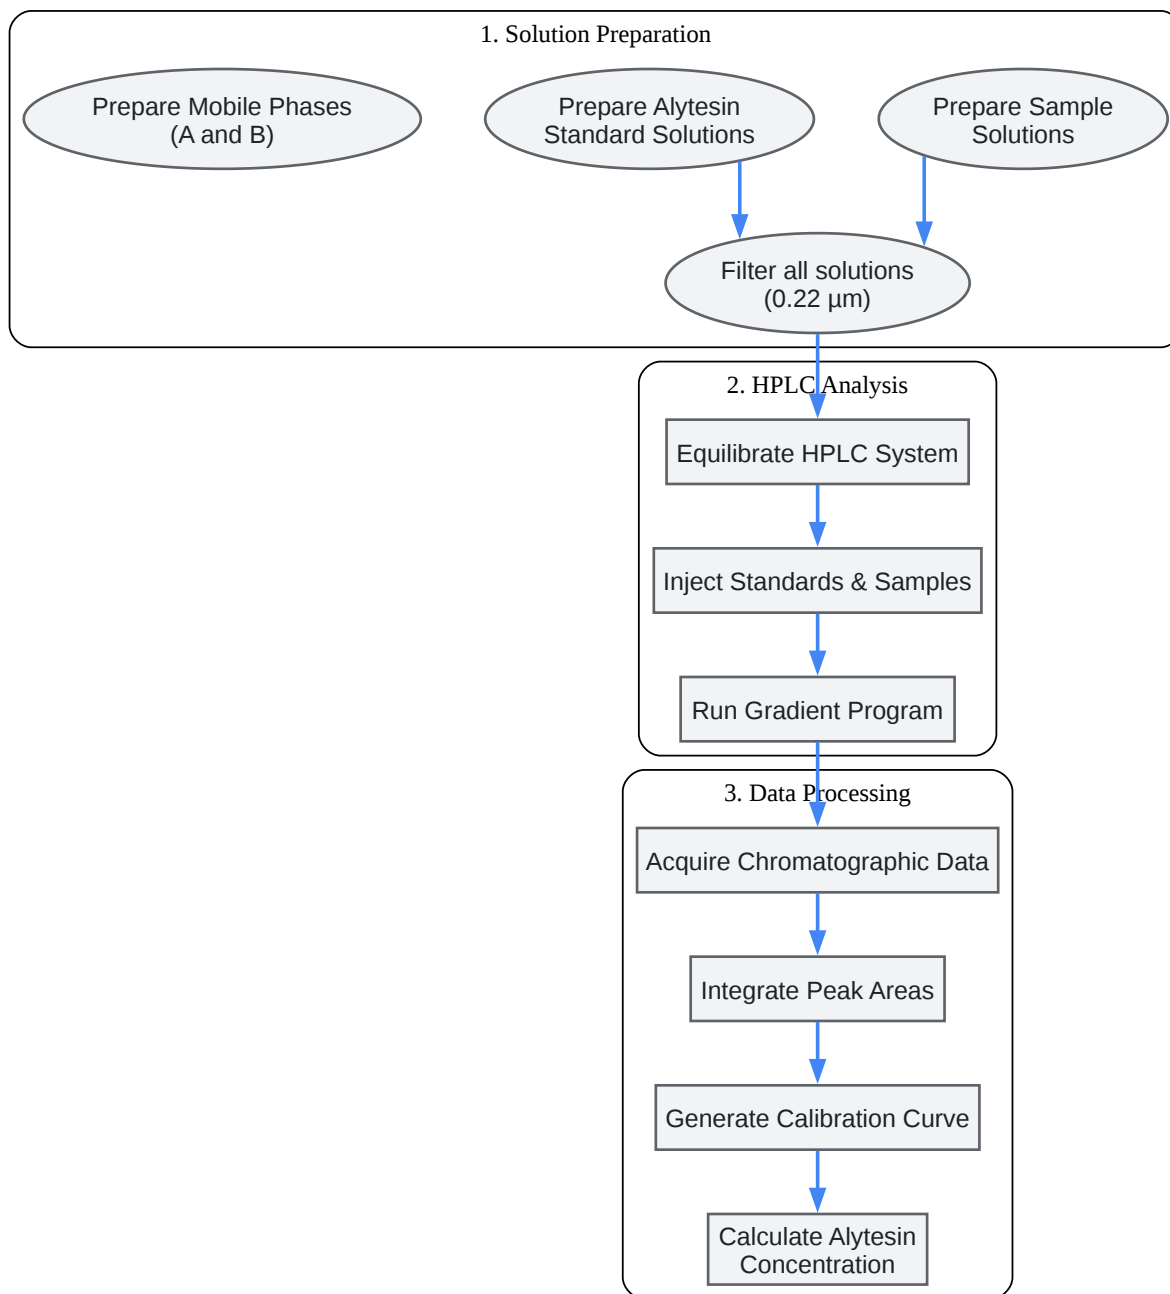 1. Solution Preparation
Prepare Mobile Phases
(A and B)
Prepare Alytesin
Standard Solutions
Prepare Sample
Solutions
Filter all solutions
(0.22 µm)
2. HPLC Analysis
Equilibrate HPLC System
Inject Standards & Samples
Run Gradient Program
3. Data Processing
Acquire Chromatographic Data
Integrate Peak Areas
Generate Calibration Curve
Calculate Alytesin
Concentration